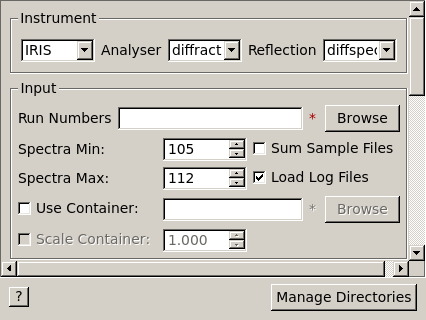 Instrument
IRIS Analyser diffract Reflection diffspec
Input
Run Numbers * Browse
Spectra Min: 105 Sum Sample Files
Spectra Max: 112 Load Log Files
Use Container: * Browse
Scale Container: 1.000
? Manage Directories